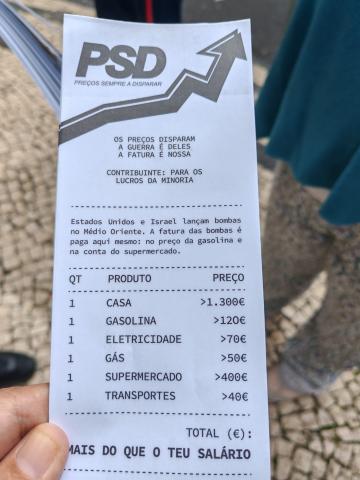 PSD
PREÇOS SEMPRE A DISPARAR
OS PREÇOS DISPARAM
A GUERRA É DELES
A FATURA É NOSSA
CONTRIBUINTE: PARA OS
LUCROS DA MINORIA
Estados Unidos e Israel lançam bombas
no Médio Oriente. A fatura das bombas é
paga aqui mesmo: no preço da gasolina e
na conta do supermercado.
QT PRODUTO PREÇO
1 CASA >1.300€
1 GASOLINA >120€
1 ELETRICIDADE >70€
1 GÁS >50€
1 SUPERMERCADO >400€
1 TRANSPORTES >40€
TOTAL (€):
MAIS DO QUE O TEU SALÁRIO